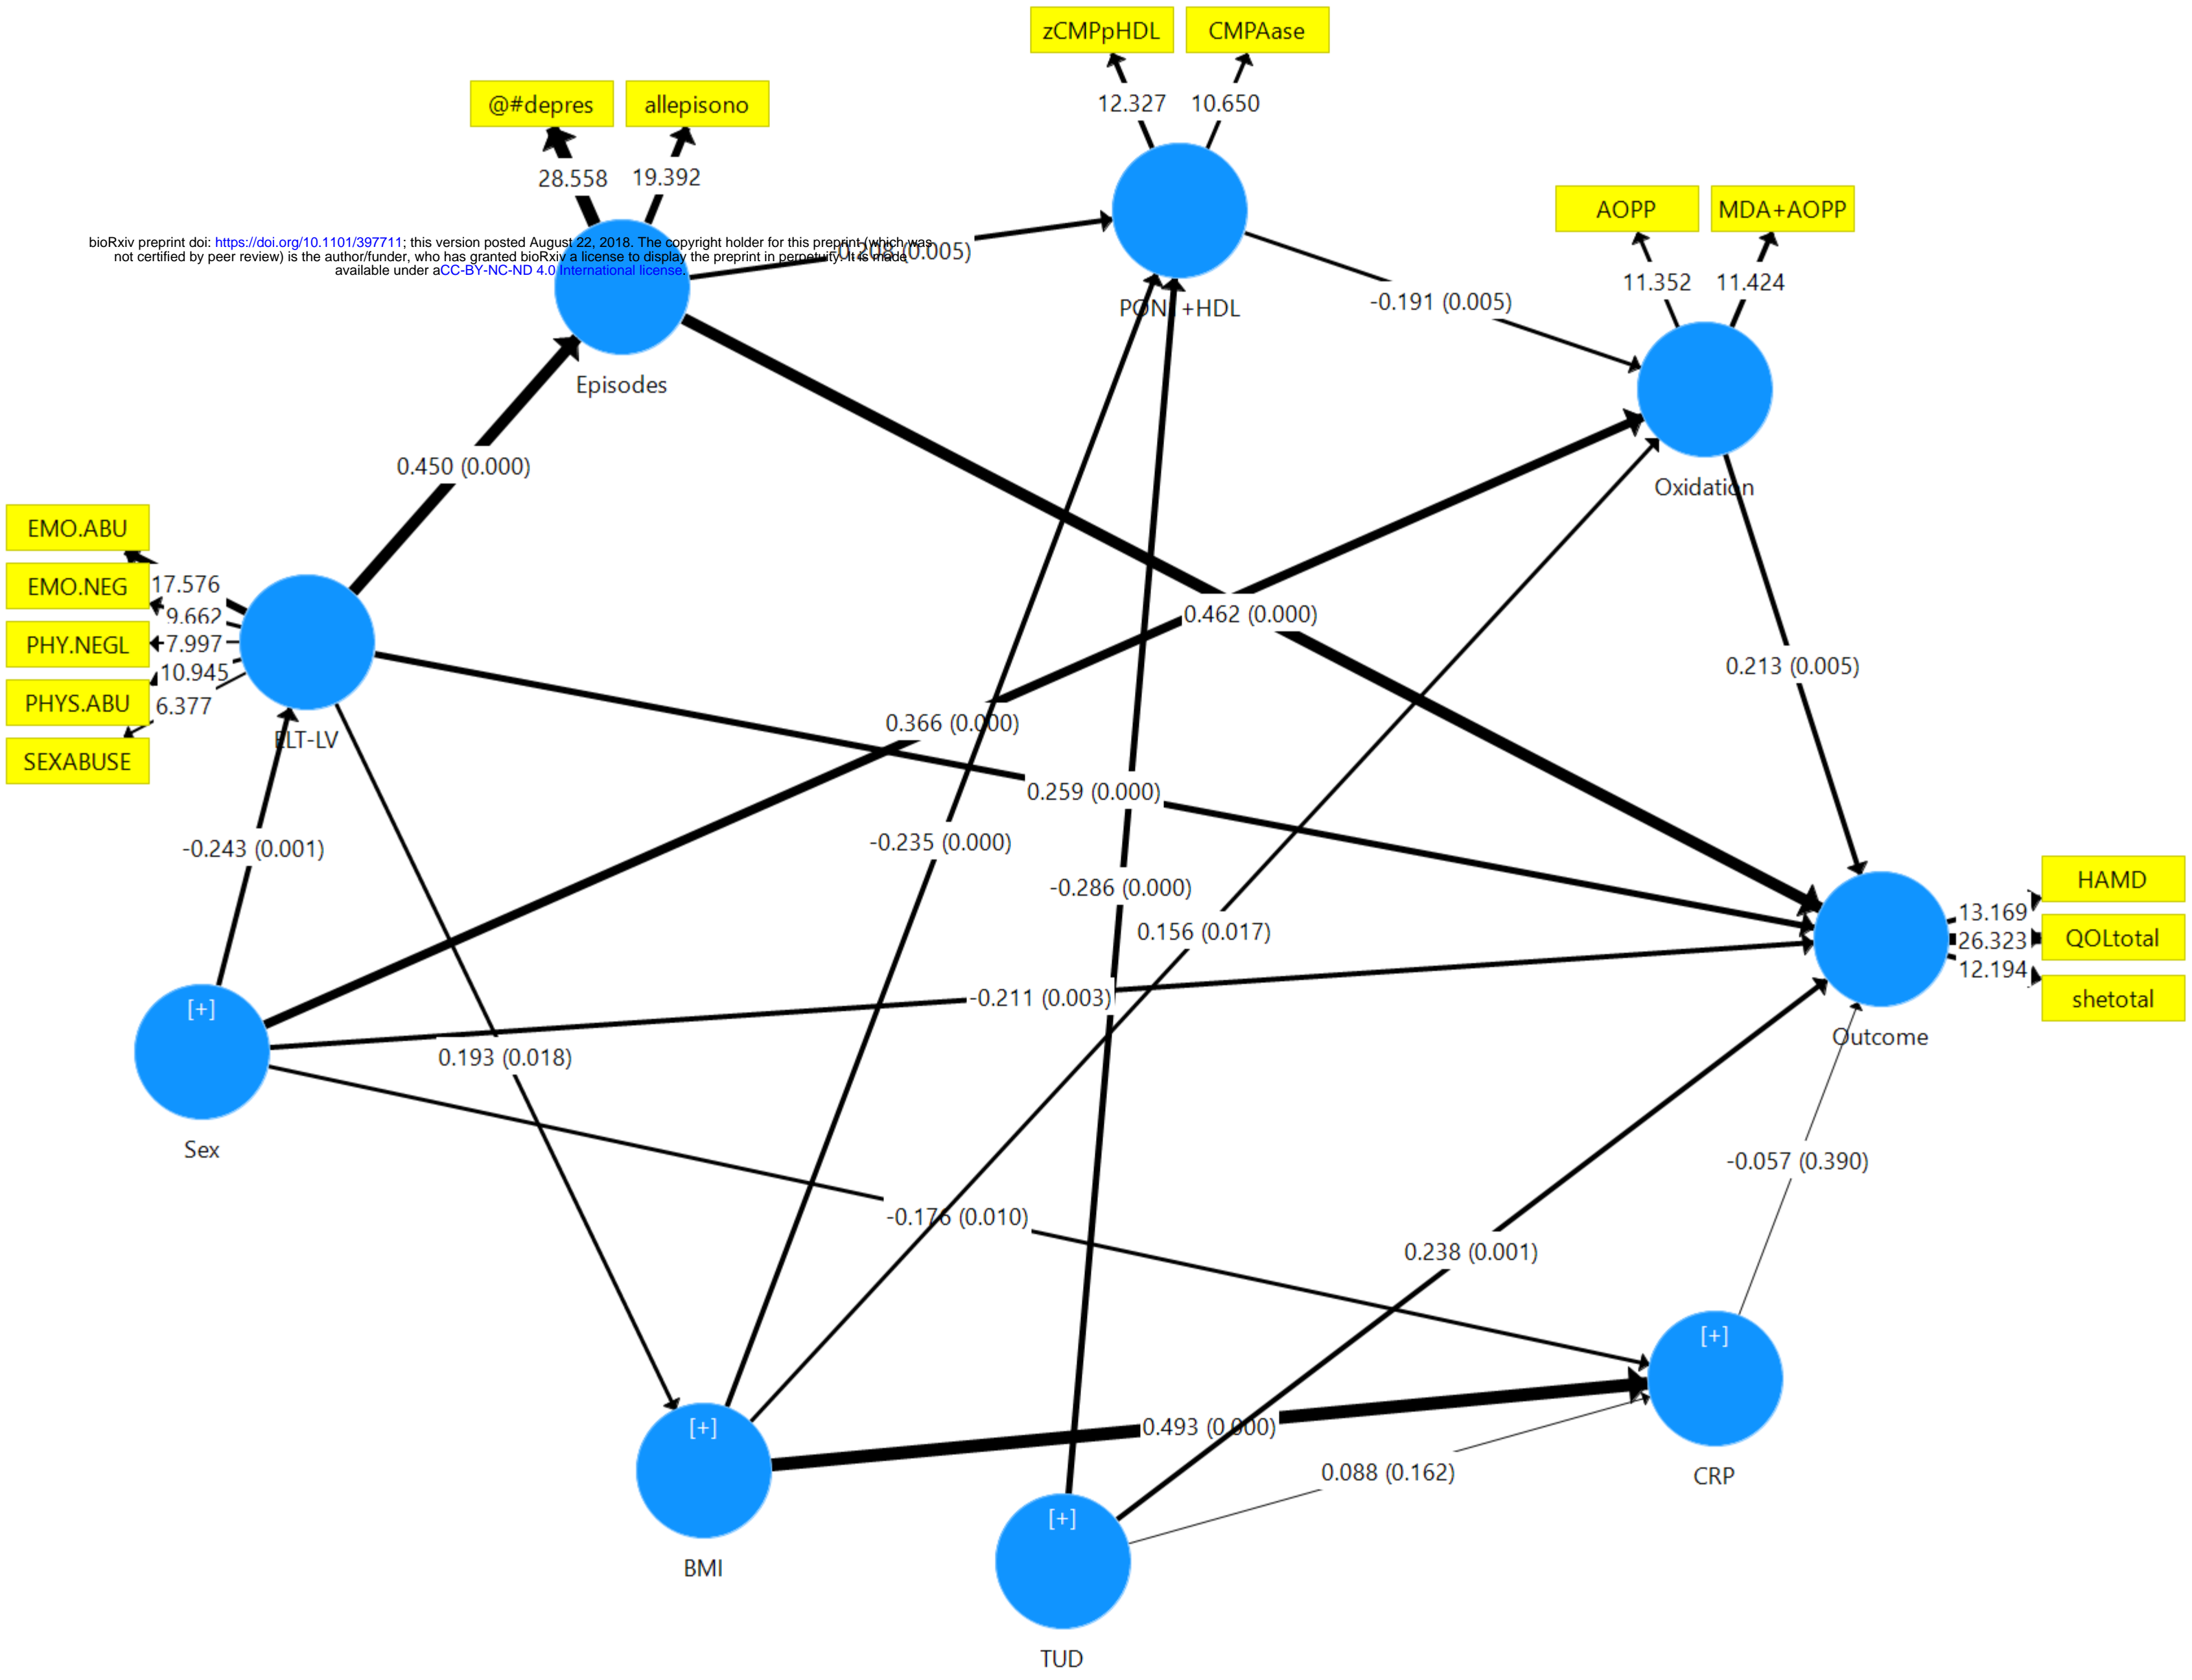 zCMPpHDL
CMPAase
@#depres
allepisono
12.327
10.650
28.558
19.392
AOPP
MDA+AOPP
bioRxiv preprint doi: https://doi.org/10.1101/397711; this version posted August 22, 2018. The copyright holder for this preprint (which was
not certified by peer review) is the author/funder, who has granted bioRxiv a license to display the preprint in perpetuity. It is made
available under aCC-BY-NC-ND 4.0 International license.
-0.208 (0.005)
11.352
11.424
PON1+HDL
-0.191 (0.005)
Episodes
0.450 (0.000)
Oxidation
EMO.ABU
EMO.NEG
PHY.NEGL
PHYS.ABU
SEXABUSE
17.576
9.662
7.997
10.945
6.377
ELT-LV
0.462 (0.000)
0.213 (0.005)
0.366 (0.000)
0.259 (0.000)
-0.243 (0.001)
-0.235 (0.000)
-0.286 (0.000)
0.156 (0.017)
HAMD
QOLtotal
shetotal
13.169
26.323
12.194
-0.211 (0.003)
[+]
Outcome
0.193 (0.018)
Sex
-0.057 (0.390)
-0.176 (0.010)
0.238 (0.001)
[+]
[+]
0.493 (0.000)
0.088 (0.162)
CRP
[+]
BMI
TUD